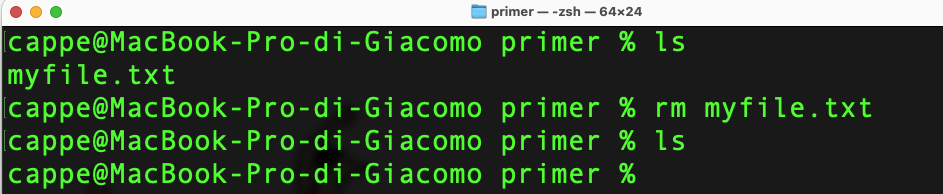 primer — -zsh — 64×24
cappe@MacBook-Pro-di-Giacomo primer % ls
myfile.txt
cappe@MacBook-Pro-di-Giacomo primer % rm myfile.txt
cappe@MacBook-Pro-di-Giacomo primer % ls
cappe@MacBook-Pro-di-Giacomo primer %